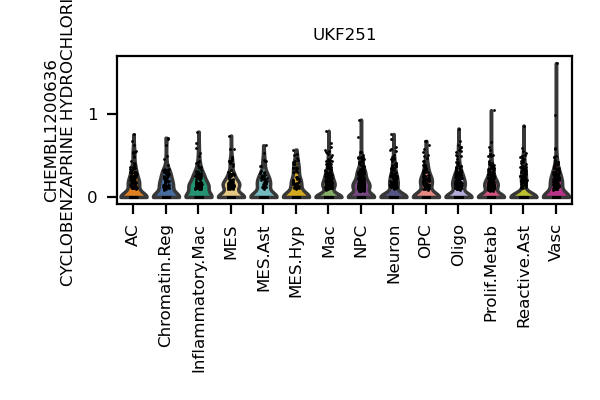 UKF251
CHEMBL1200636
CYCLOBENZAPRINE HYDROCHLORI
1
0
AC
Chromatin.Reg
Inflammatory.Mac
MES
MES.Ast
MES.Hyp
Mac
NPC
Neuron
OPC
Oligo
Prolif.Metab
Reactive.Ast
Vasc